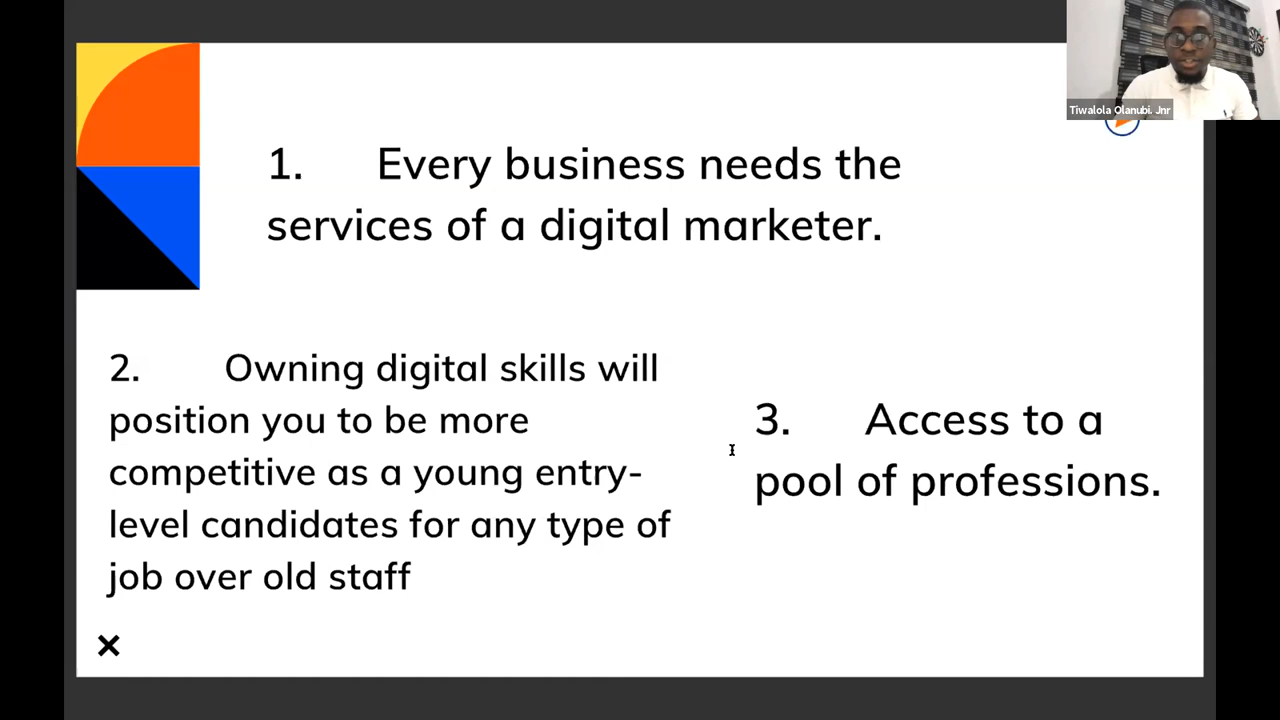 Tiwalola Olanubi. Jnr
1. Every business needs the
services of a digital marketer.
2. Owning digital skills will
position you to be more
competitive as a young entry-
level candidates for any type of
job over old staff
3. Access to a
pool of professions.